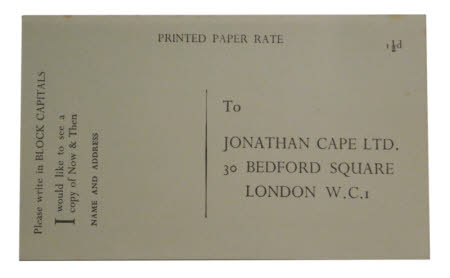 PRINTED PAPER RATE
1½d
Please write in BLOCK CAPITALS
I would like to see a
copy of Now & Then
NAME AND ADDRESS
To
JONATHAN CAPE LTD.
30 BEDFORD SQUARE
LONDON W.C.1